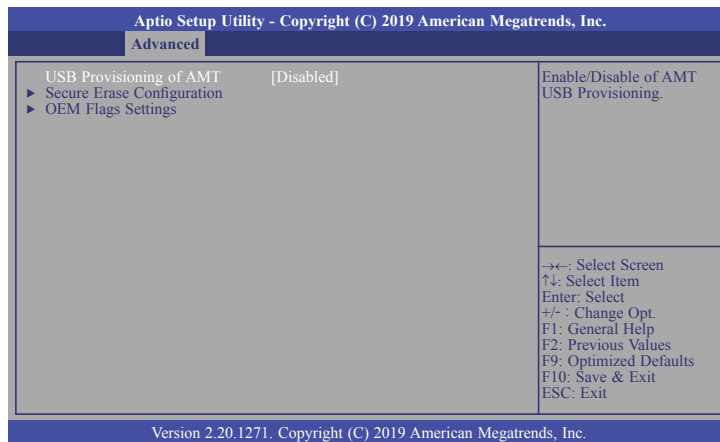 Aptio Setup Utility - Copyright (C) 2019 American Megatrends, Inc.
Advanced
USB Provisioning of AMT [Disabled]
► Secure Erase Configuration
► OEM Flags Settings
Enable/Disable of AMT
USB Provisioning.
→←: Select Screen
↑↓: Select Item
Enter: Select
+/- : Change Opt.
F1: General Help
F2: Previous Values
F9: Optimized Defaults
F10: Save & Exit
ESC: Exit
Version 2.20.1271. Copyright (C) 2019 American Megatrends, Inc.